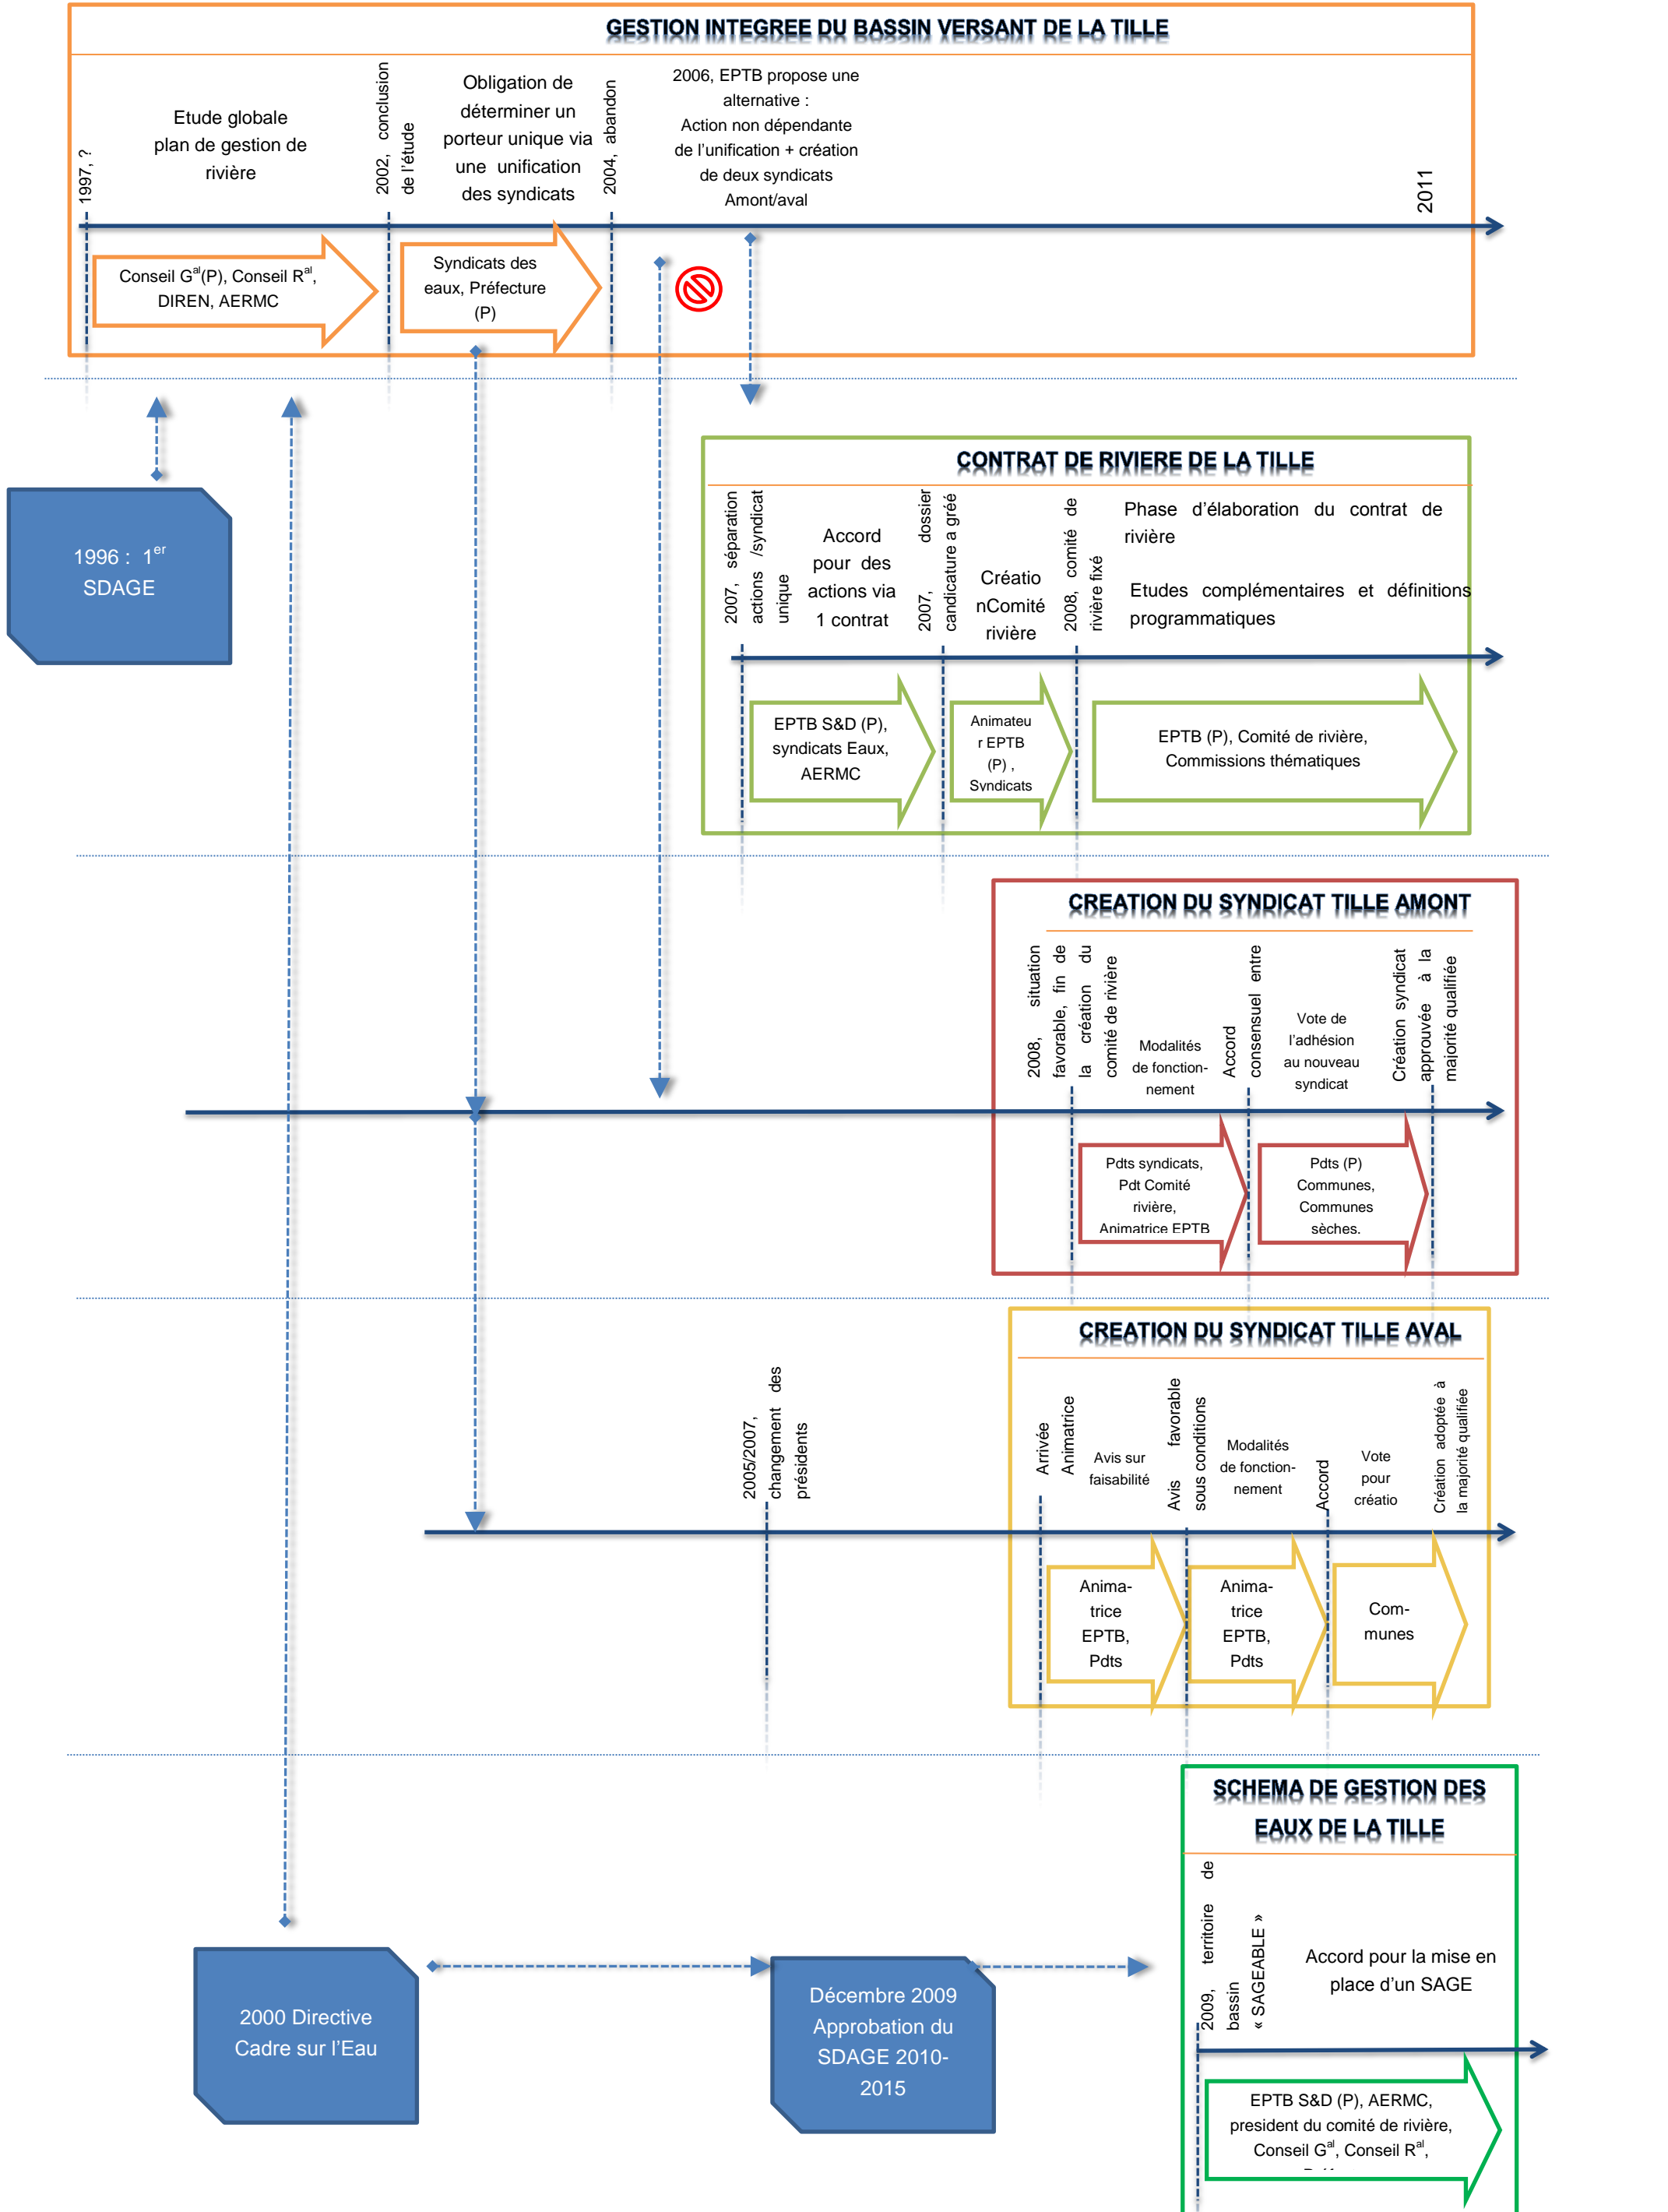 GESTION INTEGREE DU BASSIN VERSANT DE LA TILLE
1997, ?
Etude globale
plan de gestion de
rivière
2002, conclusion
de l'étude
Obligation de
déterminer un
porteur unique via
une unification
des syndicats
2004, abandon
2006, EPTB propose une
alternative :
Action non dépendante
de l'unification + création
de deux syndicats
Amont/aval
2011
Conseil Gal(P), Conseil Ral,
DIREN, AERMC
Syndicats des
eaux, Préfecture
(P)
1996 : 1er
SDAGE
CONTRAT DE RIVIERE DE LA TILLE
2007, séparation
actions /syndicat
unique
Accord
pour des
actions via
1 contrat
2007, dossier
candicature a gréé
Créatio
nComité
rivière
2008, comité de
rivière fixé
Phase d'élaboration du contrat de
rivière
Etudes complémentaires et définitions
programmatiques
EPTB S&D (P),
syndicats Eaux,
AERMC
Animateu
r EPTB
(P) ,
Syndicats
EPTB (P), Comité de rivière,
Commissions thématiques
CREATION DU SYNDICAT TILLE AMONT
2008, situation
favorable, fin de
la création du
comité de rivière
Modalités
de fonction-
nement
Accord
consensuel entre
Vote de
l'adhésion
au nouveau
syndicat
Création syndicat
approuvée à la
majorité qualifiée
Pdts syndicats,
Pdt Comité
rivière,
Animatrice EPTB
Pdts (P)
Communes,
Communes
sèches.
CREATION DU SYNDICAT TILLE AVAL
2005/2007,
changement des
présidents
Arrivée
Animatrice
Avis sur
faisabilité
Avis favorable
sous conditions
Modalités
de fonction-
nement
Accord
Vote
pour
créatio
Création adoptée à
la majorité qualifiée
Anima-
trice
EPTB,
Pdts
Anima-
trice
EPTB,
Pdts
Com-
munes
SCHEMA DE GESTION DES
EAUX DE LA TILLE
2009, territoire de
bassin
« SAGEABLE »
Accord pour la mise en
place d'un SAGE
2000 Directive
Cadre sur l'Eau
Décembre 2009
Approbation du
SDAGE 2010-
2015
EPTB S&D (P), AERMC,
president du comité de rivière,
Conseil Gal, Conseil Ral,